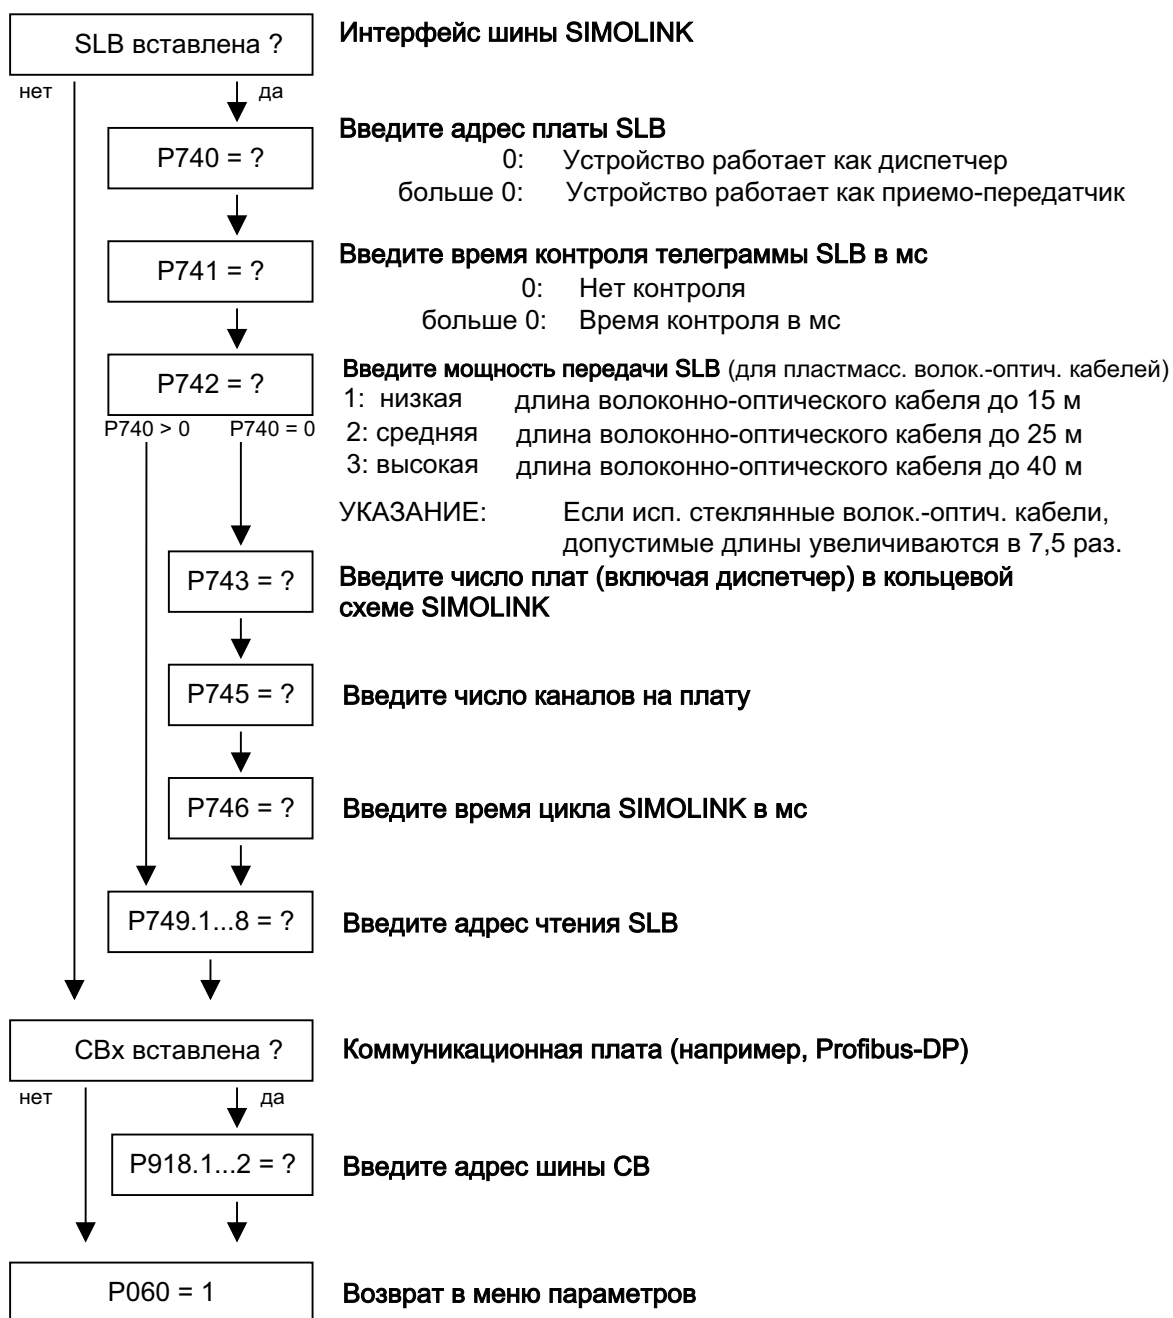 SLB вставлена ?
Интерфейс шины SIMOLINK
нет
да
P740 = ?
Введите адрес платы SLB
0: Устройство работает как диспетчер
больше 0: Устройство работает как приемо-передатчик
P741 = ?
Введите время контроля телеграммы SLB в мс
0: Нет контроля
больше 0: Время контроля в мс
P742 = ?
Введите мощность передачи SLB (для пластмасс. волок.-оптич. кабелей)
1: низкая длина волоконно-оптического кабеля до 15 м
P740 > 0 P740 = 0
2: средняя длина волоконно-оптического кабеля до 25 м
3: высокая длина волоконно-оптического кабеля до 40 м
УКАЗАНИЕ: Если исп. стеклянные волок.-оптич. кабели,
допустимые длины увеличиваются в 7,5 раз.
P743 = ?
Введите число плат (включая диспетчер) в кольцевой
схеме SIMOLINK
P745 = ?
Введите число каналов на плату
P746 = ?
Введите время цикла SIMOLINK в мс
P749.1...8 = ?
Введите адрес чтения SLB
CBx вставлена ?
Коммуникационная плата (например, Profibus-DP)
нет
да
P918.1...2 = ?
Введите адрес шины CB
P060 = 1
Возврат в меню параметров